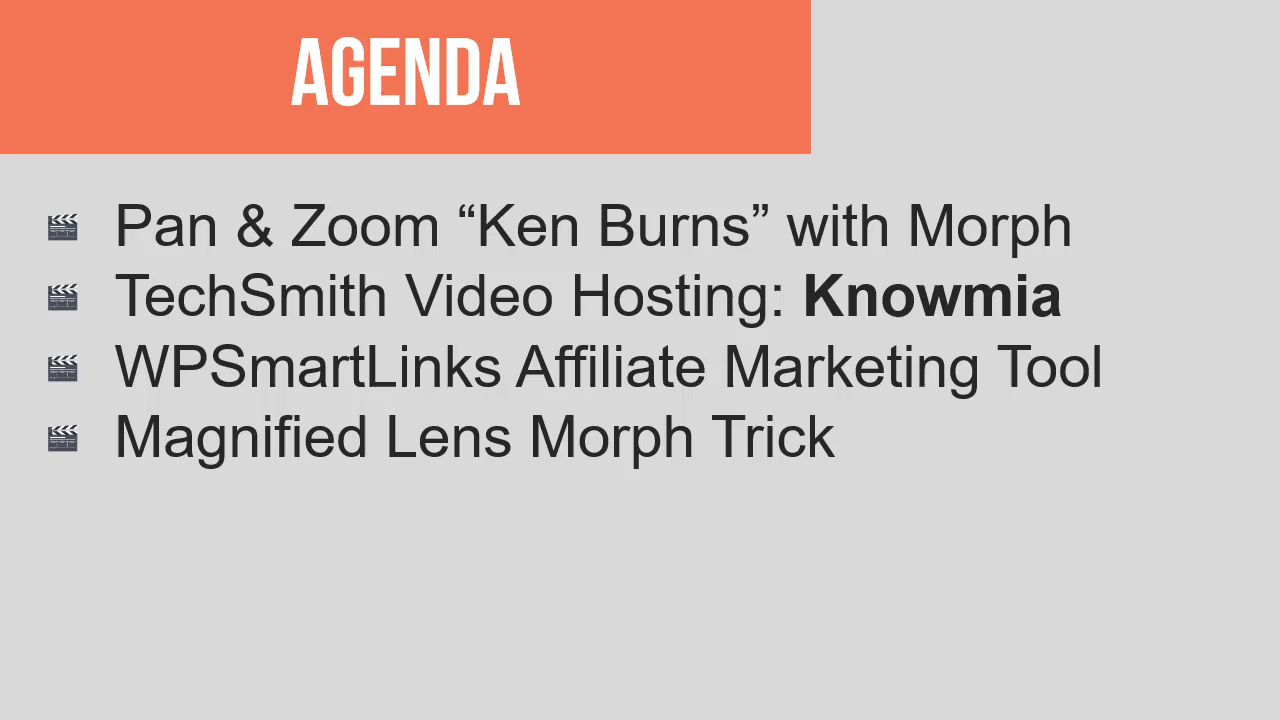 AGENDA
Pan & Zoom “Ken Burns” with Morph
TechSmith Video Hosting: Knowmia
WPSmartLinks Affiliate Marketing Tool
Magnified Lens Morph Trick